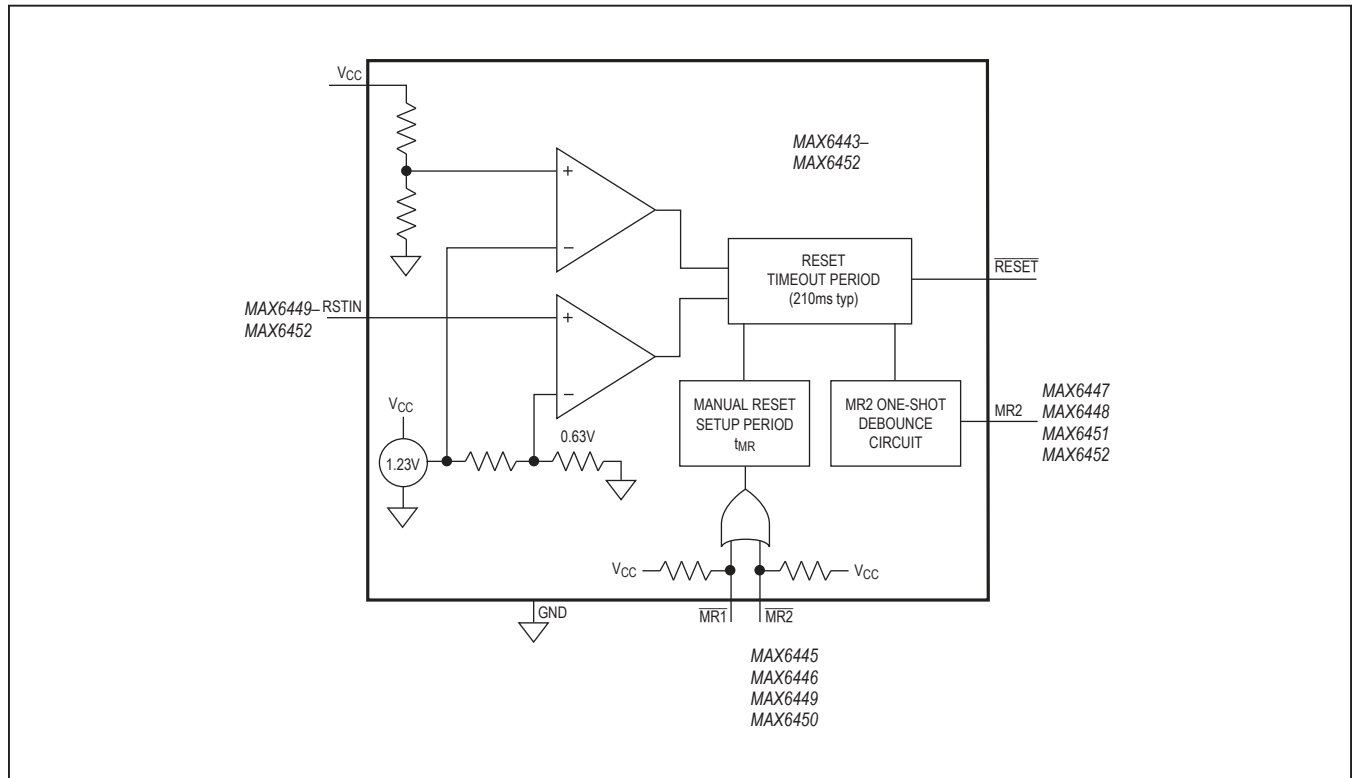 VCC
MAX6443–
MAX6452
+
−
RESET
TIMEOUT PERIOD
(210ms typ)
RESET
MAX6449–
MAX6452
RSTIN
+
−
VCC
1.23V
0.63V
MANUAL RESET
SETUP PERIOD
tMR
MR2 ONE-SHOT
DEBOUNCE
CIRCUIT
MR2
MAX6447
MAX6448
MAX6451
MAX6452
VCC
VCC
GND
MR1
MR2
MAX6445
MAX6446
MAX6449
MAX6450